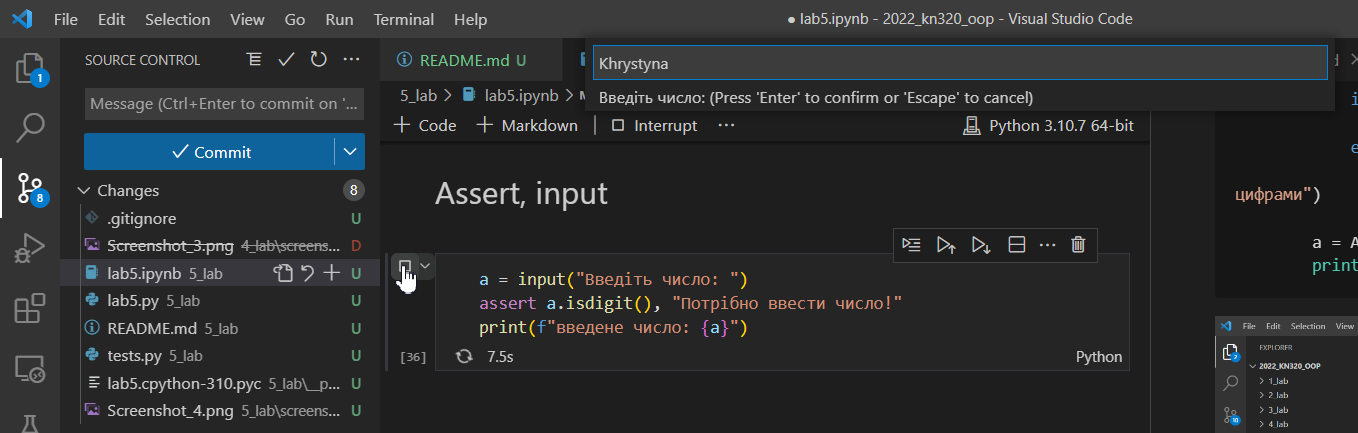 File Edit Selection View Go Run Terminal Help
● lab5.ipynb - 2022_kn320_oop - Visual Studio Code
SOURCE CONTROL
README.md U
Khrystyna
Введіть число: (Press 'Enter' to confirm or 'Escape' to cancel)
Message (Ctrl+Enter to commit on '...
5_lab > lab5.ipynb >
+ Code + Markdown Interrupt ...
Python 3.10.7 64-bit
Commit
Changes 8
.gitignore U
Screenshot_3.png 4_lab\screens... D
lab5.ipynb 5_lab U
lab5.py 5_lab U
README.md 5_lab U
tests.py 5_lab U
lab5.cpython-310.pyc 5_lab\__p... U
Screenshot_4.png 5_lab\screens... U
1
8
Assert, input
a = input("Введіть число: ")
assert a.isdigit(), "Потрібно ввести число!"
print(f"введене число: {a}")
[36] 7.5s Python
i
e
цифрами")
a = A
print
File Edit Selection View
EXPLORER
2022_KN320_OOP
> 1_lab
> 2_lab
> 3_lab
> 4_lab
2
10